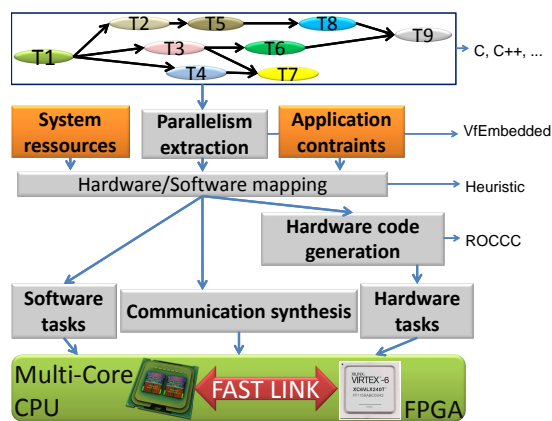 T1
T2
T5
T8
T9
T3
T6
T4
T7
C, C++, ...
System
ressources
Parallelism
extraction
Application
contraints
VfEmbedded
Hardware/Software mapping
Heuristic
Hardware code
generation
ROCCC
Software
tasks
Communication synthesis
Hardware
tasks
Multi-Core
CPU
FAST LINK
XILINX
VIRTEX-6
FPGA